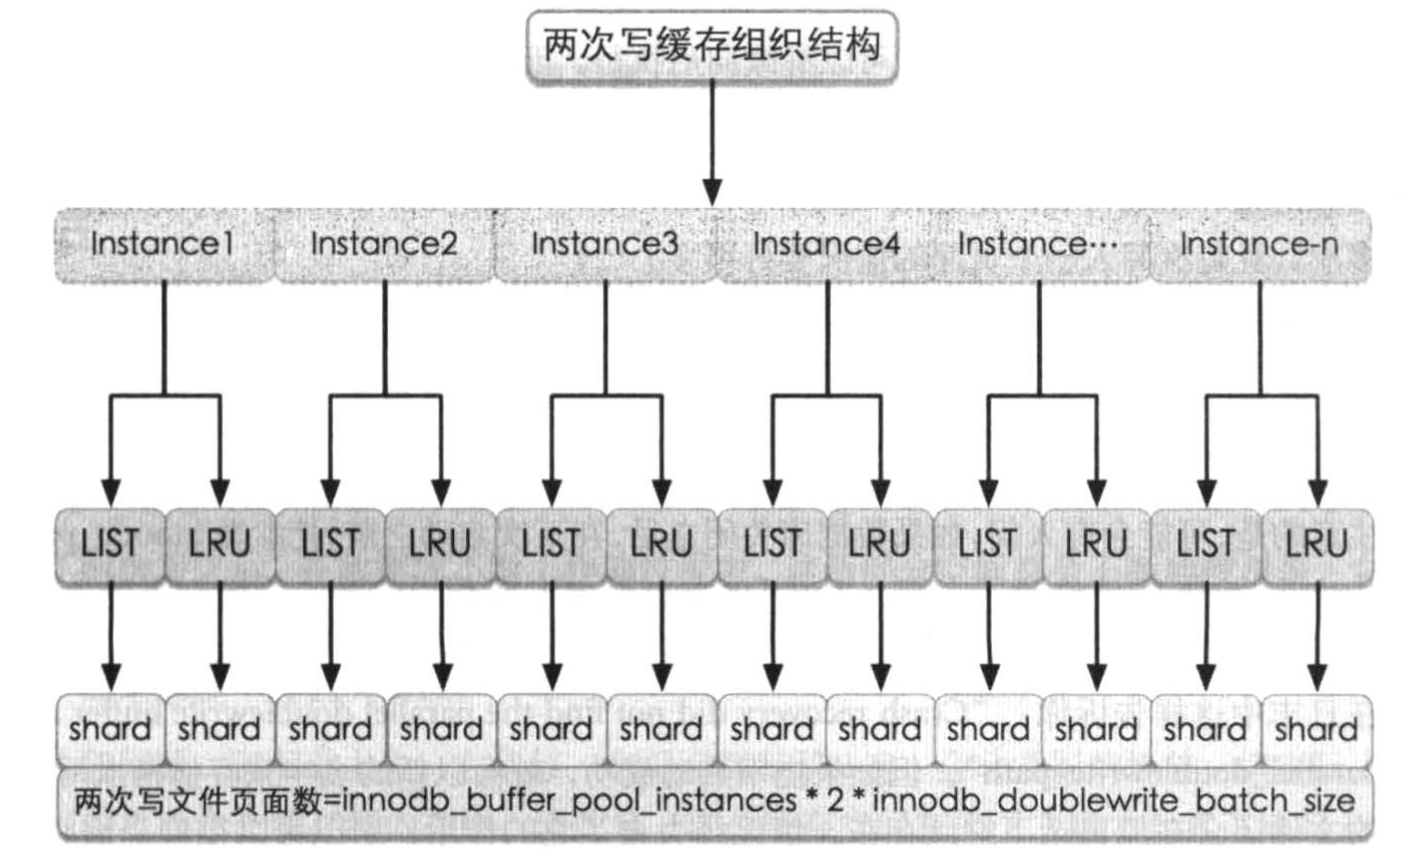 两次写缓存组织结构
Instance1 Instance2 Instance3 Instance4 Instance… Instance-n
LIST LRU LIST LRU LIST LRU LIST LRU LIST LRU LIST LRU
shard shard shard shard shard shard shard shard shard shard shard shard
两次写文件页面数=innodb_buffer_pool_instances * 2 * innodb_doublewrite_batch_size